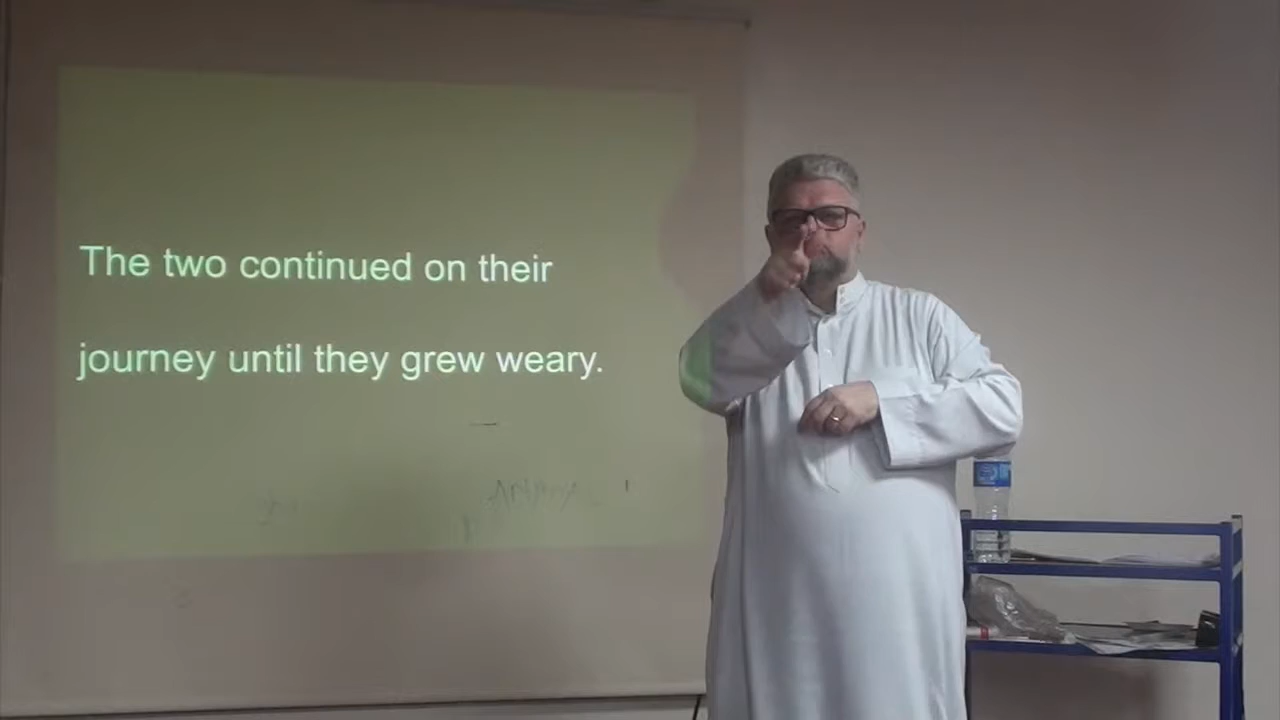 The two continued on their
journey until they grew weary.